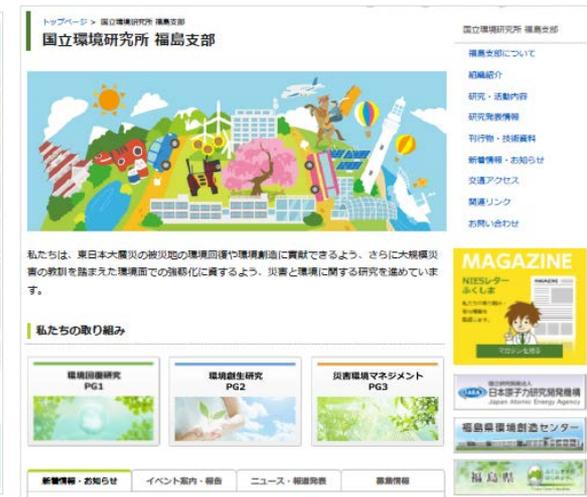 トップページ > 国立環境研究所 福島支部
国立環境研究所 福島支部
私たちは、東日本大震災の被災地の環境回復や環境創造に貢献できるよう、さらに大規模災
害の教訓を踏まえた環境面での強靱化に資するよう、災害と環境に関する研究を進めていま
す。
私たちの取り組み
環境回復研究
PG1
環境創生研究
PG2
災害環境マネジメント
PG3
新着情報・お知らせ
イベント案内・報告
ニュース・報道発表
募集情報
国立環境研究所 福島支部
福島支部について
組織紹介
研究・活動内容
研究発表情報
刊行物・技術資料
新着情報・お知らせ
交通アクセス
関連リンク
お問い合わせ
MAGAZINE
NIESレター
ふくしま
マガジンを読む
国立研究開発法人
日本原子力研究開発機構
Japan Atomic Energy Agency
福島県環境創造センター
福島県